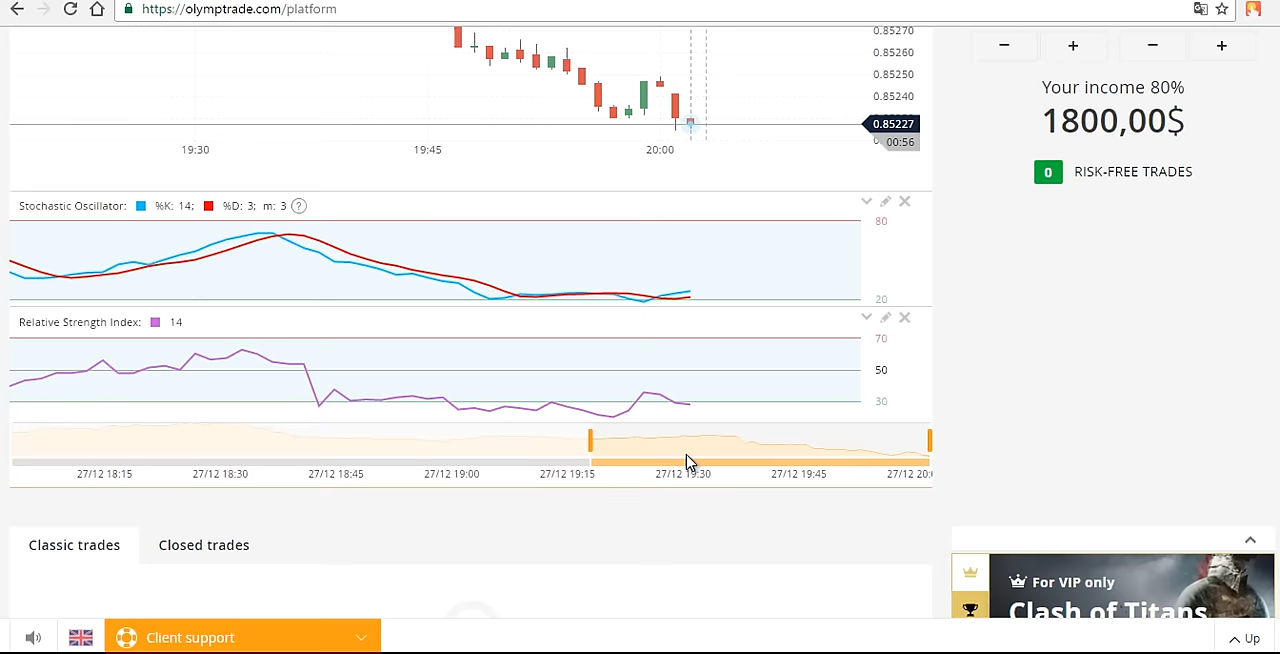 https://olymptrade.com/platform
0.85270
0.85260
0.85250
0.85240
0.85227
00:56
19:30 19:45 20:00
− + − +
Your income 80%
1800,00$
0 RISK-FREE TRADES
Stochastic Oscillator: %K: 14; %D: 3; m: 3 ?
80
20
Relative Strength Index: 14
70
50
30
27/12 18:15 27/12 18:30 27/12 18:45 27/12 19:00 27/12 19:15 27/12 19:30 27/12 19:45 27/12 20:
Classic trades Closed trades
For VIP only
Clash of Titans
Client support
Up